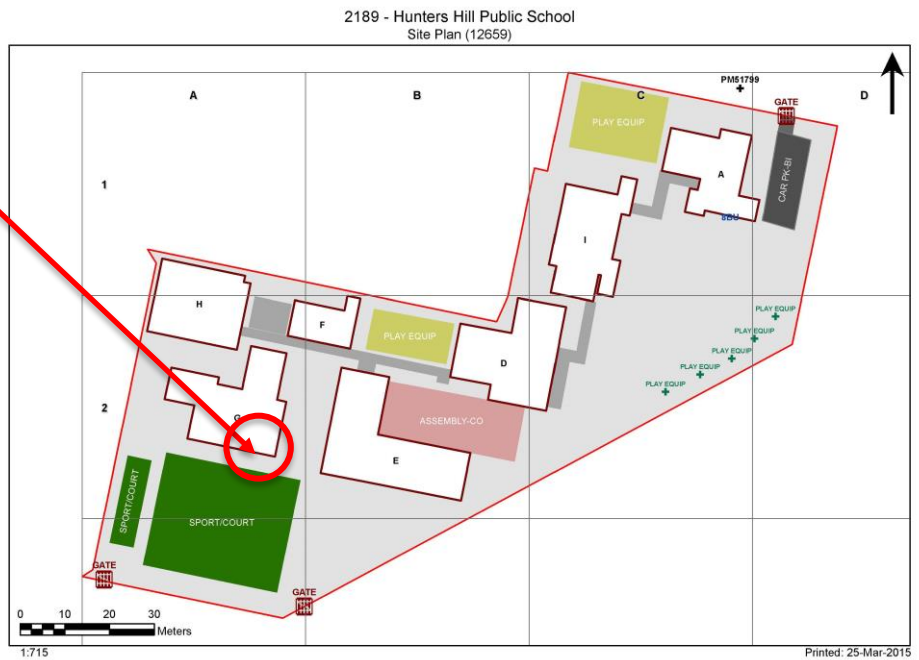 2189 - Hunters Hill Public School
Site Plan (12659)
A
B
C
D
PM51799
GATE
PLAY EQUIP
A
CAR PK-BI
1
SBU
I
H
F
PLAY EQUIP
PLAY EQUIP
PLAY EQUIP
PLAY EQUIP
PLAY EQUIP
PLAY EQUIP
D
2
G
ASSEMBLY-CO
E
SPORT/COURT
SPORT/COURT
GATE
GATE
0 10 20 30
Meters
1:715
Printed: 25-Mar-2015